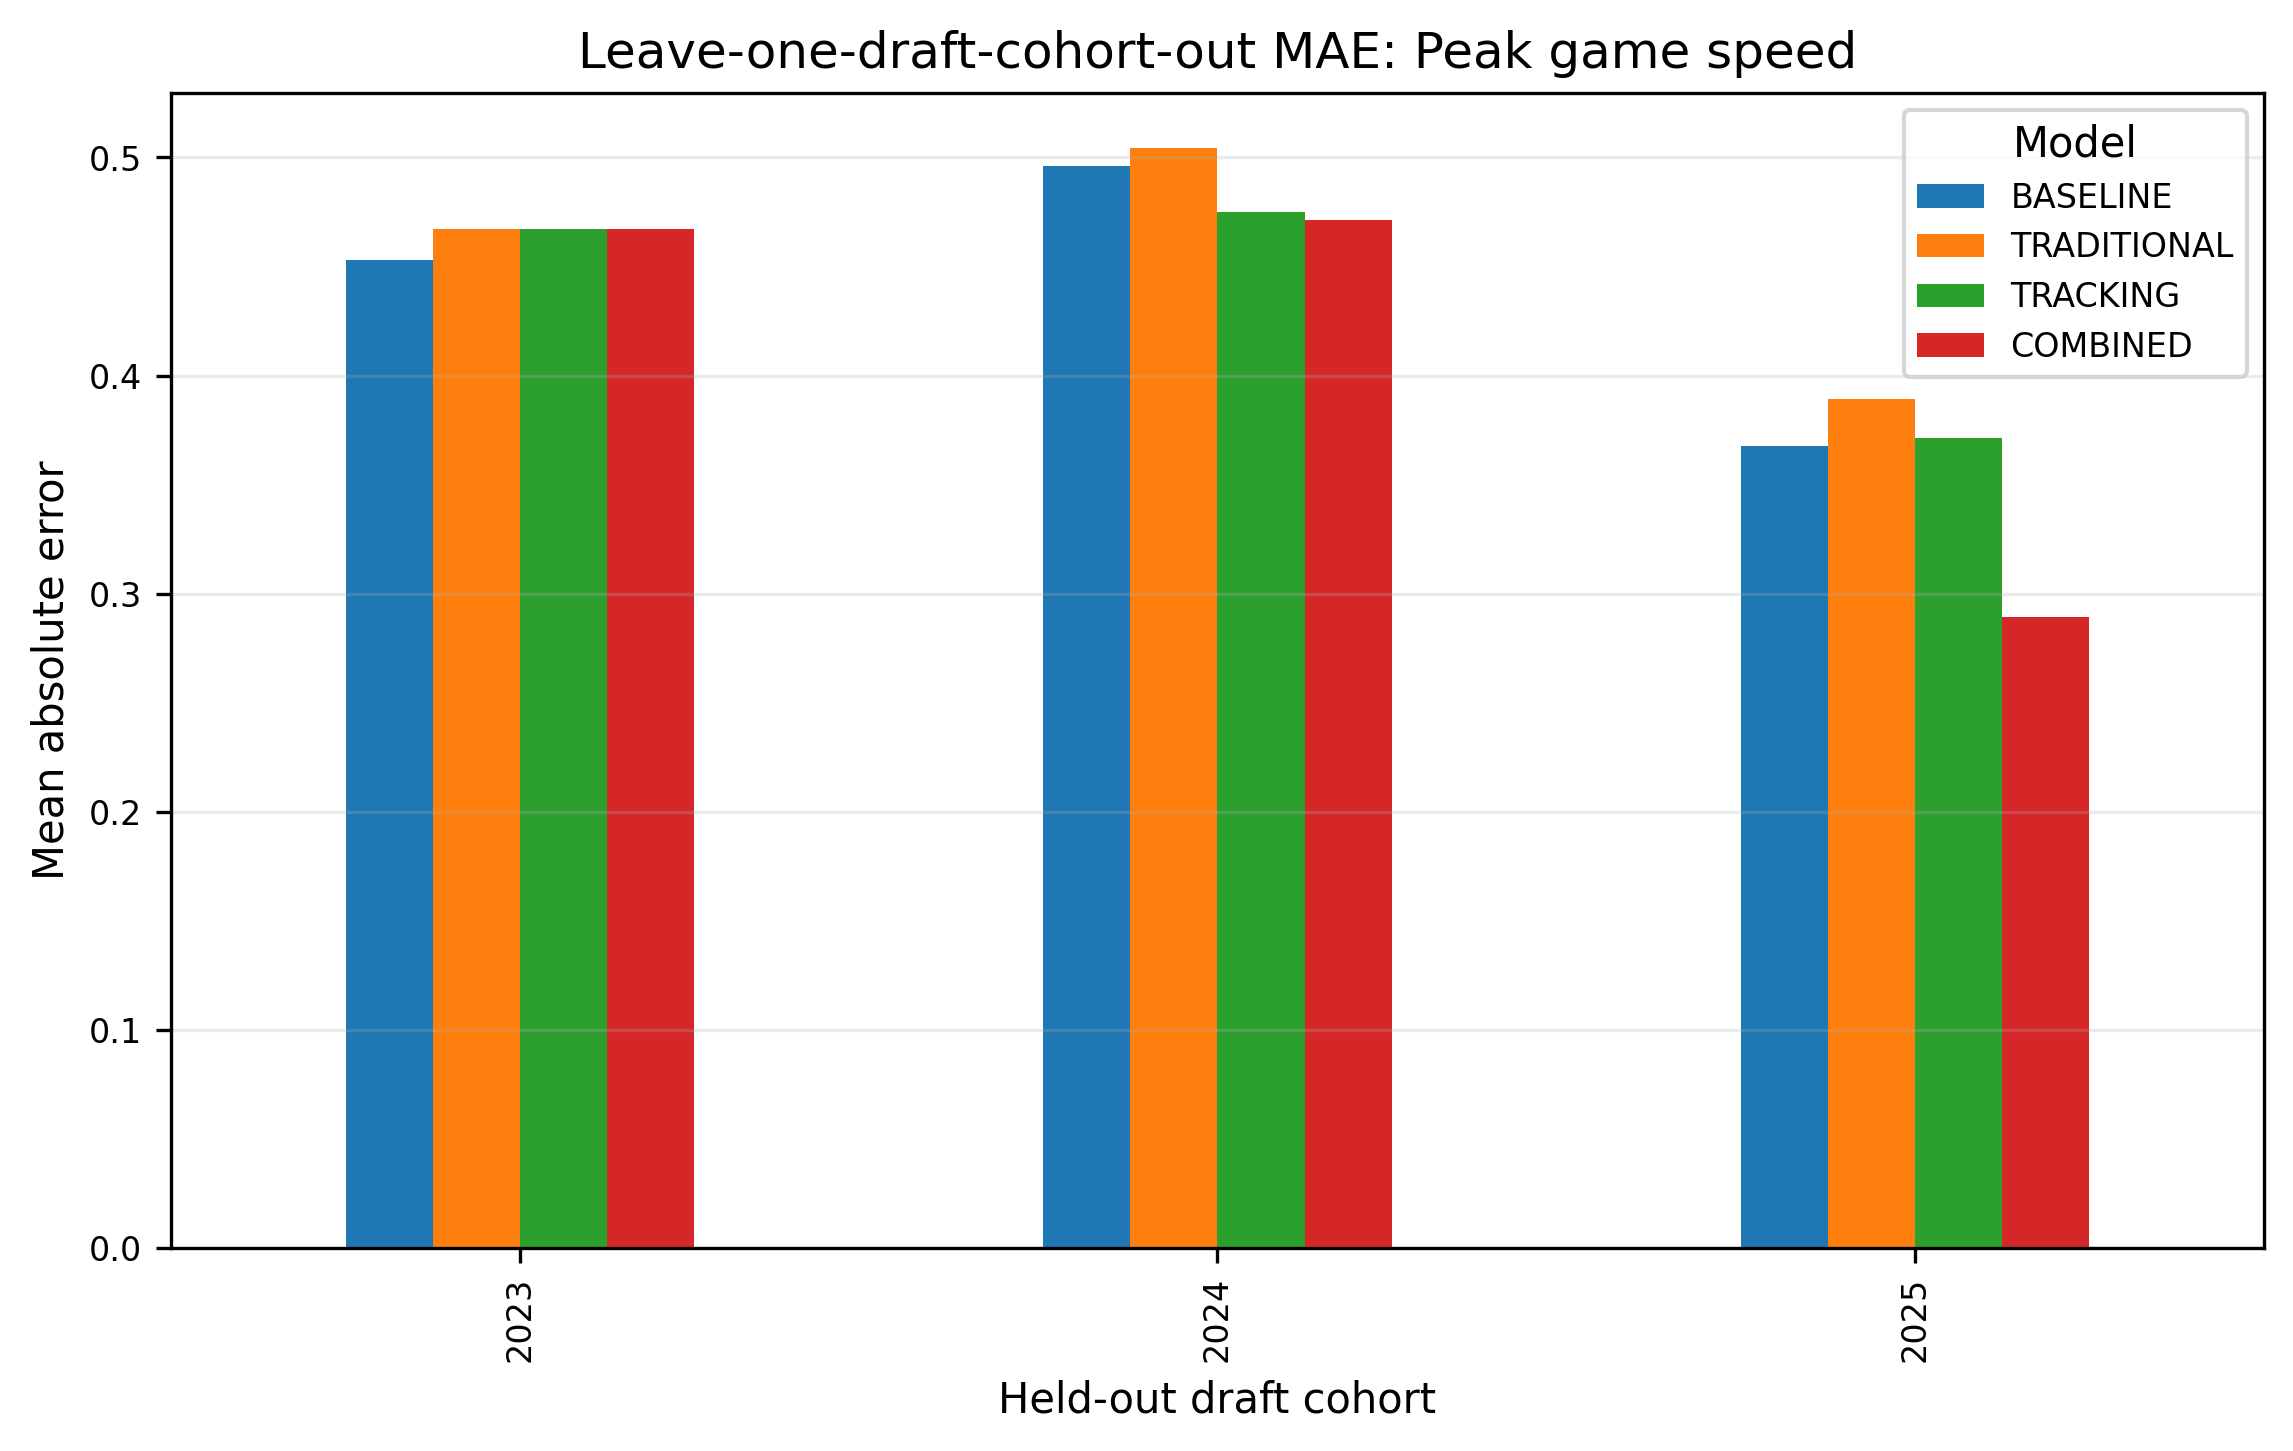 Leave-one-draft-cohort-out MAE: Peak game speed
Model
BASELINE
TRADITIONAL
TRACKING
COMBINED
Mean absolute error
0.5
0.4
0.3
0.2
0.1
0.0
2023
2024
2025
Held-out draft cohort